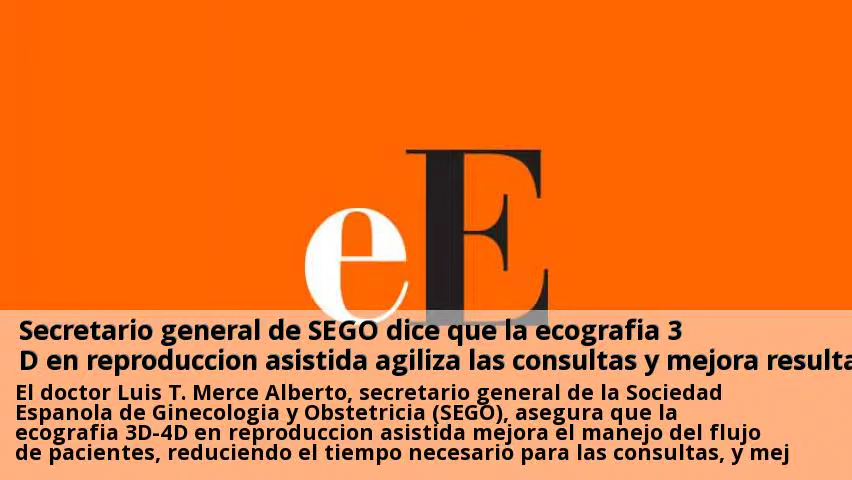 eE
Secretario general de SEGO dice que la ecografia 3
D en reproduccion asistida agiliza las consultas y mejora resulta
El doctor Luis T. Merce Alberto, secretario general de la Sociedad
Espanola de Ginecologia y Obstetricia (SEGO), asegura que la
ecografia 3D-4D en reproduccion asistida mejora el manejo del flujo
de pacientes, reduciendo el tiempo necesario para las consultas, y mej